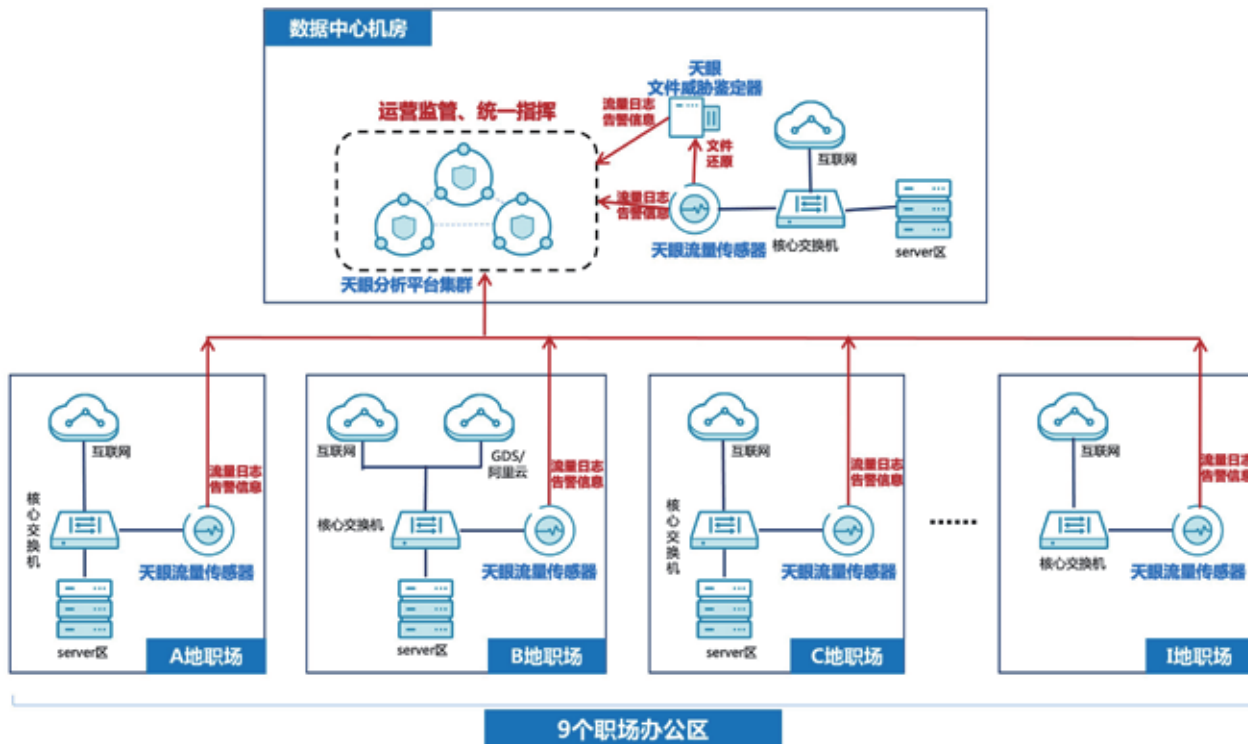 数据中心机房
天眼
文件威胁鉴定器
运营监管、统一指挥
流量日志
告警信息
文件
还原
互联网
流量日志
告警信息
天眼流量传感器
核心交换机
server区
天眼分析平台集群
互联网
核心交换机
流量日志
告警信息
天眼流量传感器
server区
A地职场
互联网
GDS/
阿里云
流量日志
告警信息
核心交换机
天眼流量传感器
server区
B地职场
互联网
流量日志
告警信息
核心交换机
天眼流量传感器
server区
C地职场
......
互联网
流量日志
告警信息
核心交换机
天眼流量传感器
I地职场
9个职场办公区